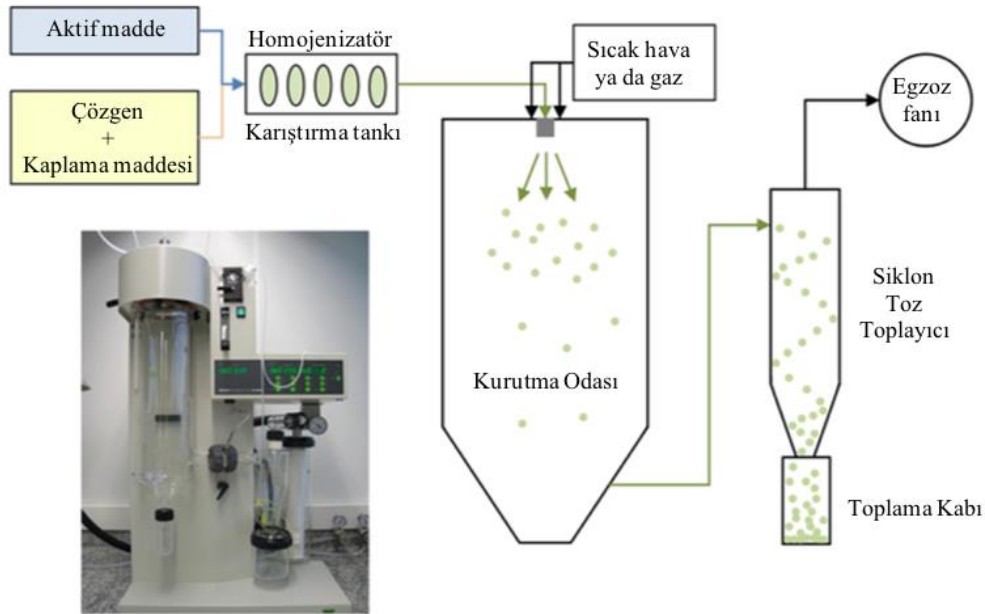 Aktif madde
Çözgen
+
Kaplama maddesi
Homojenizatör
Karıştırma tankı
Sıcak hava
ya da gaz
Egzoz
fanı
Kurutma Odası
Siklon
Toz
Toplayıcı
Toplama Kabı